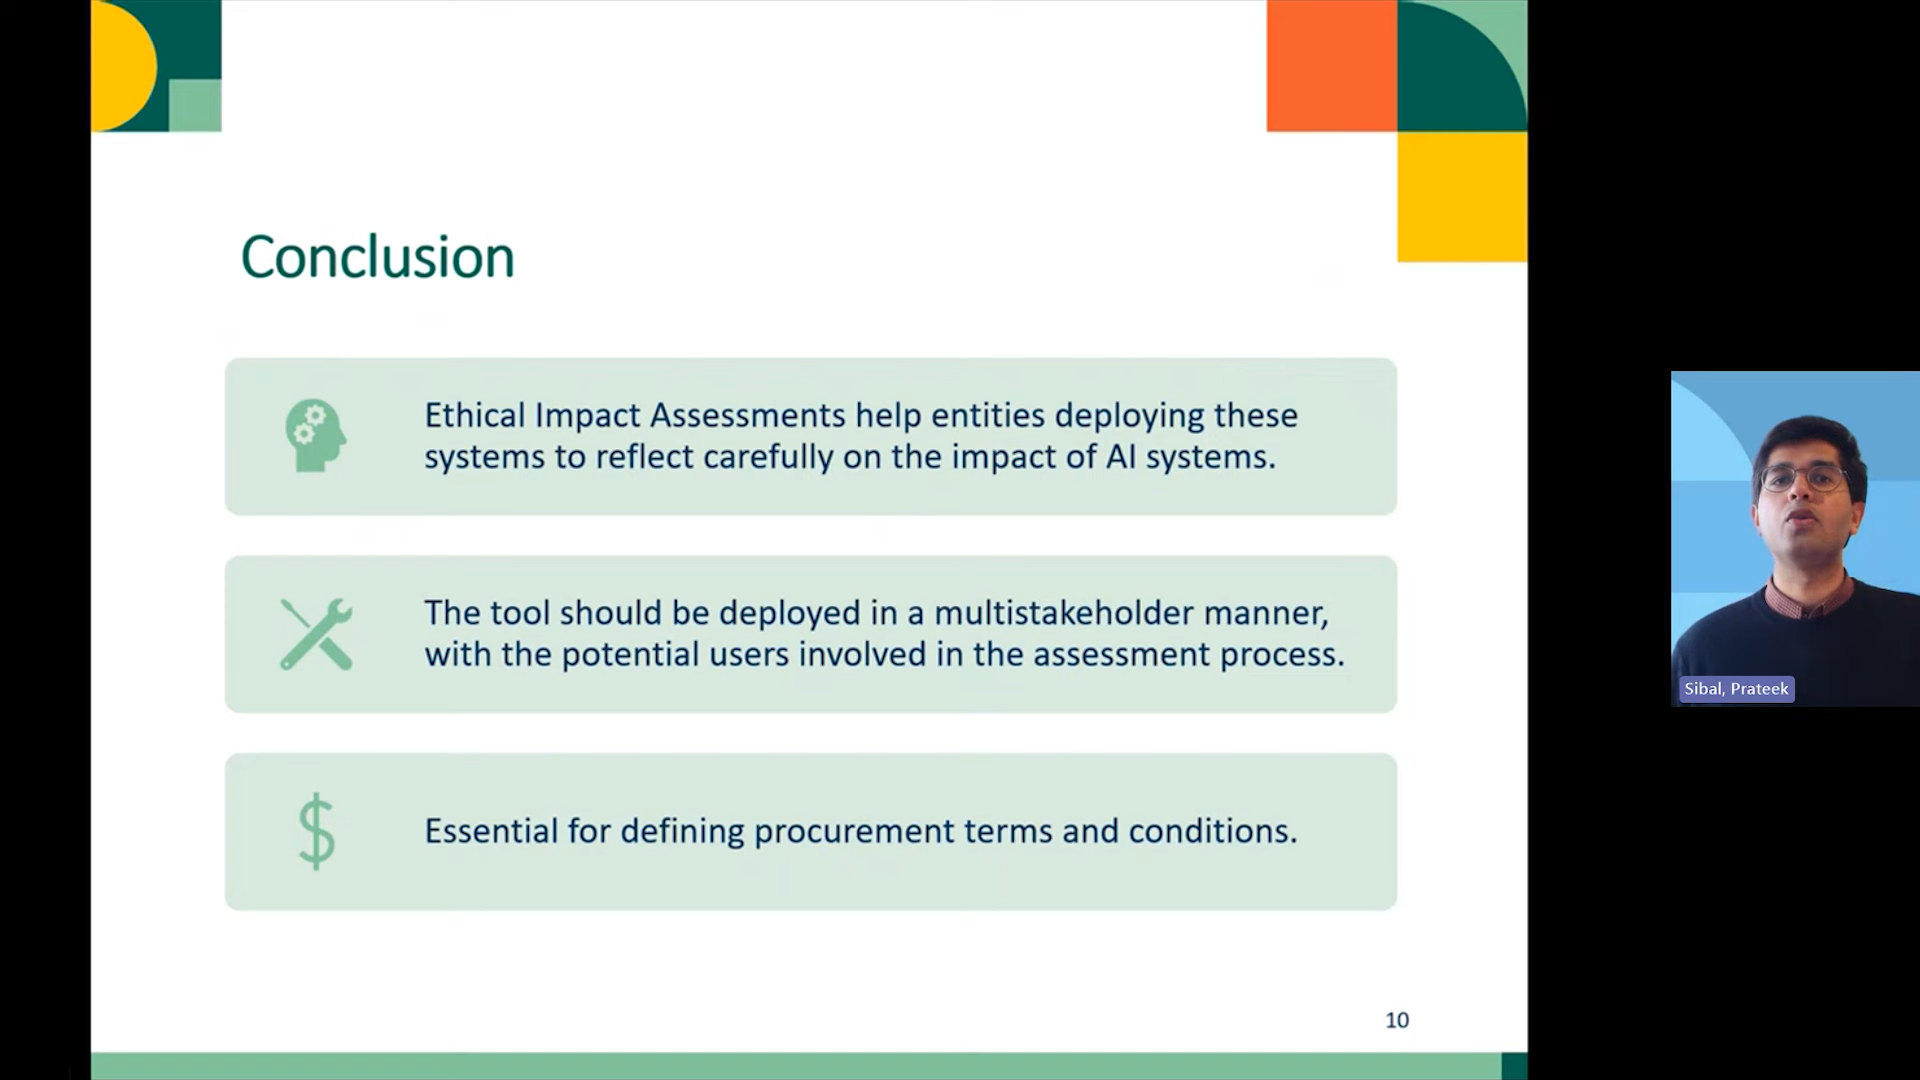 Conclusion
Ethical Impact Assessments help entities deploying these
systems to reflect carefully on the impact of AI systems.
The tool should be deployed in a multistakeholder manner,
with the potential users involved in the assessment process.
$
Essential for defining procurement terms and conditions.
10
Sibal, Prateek